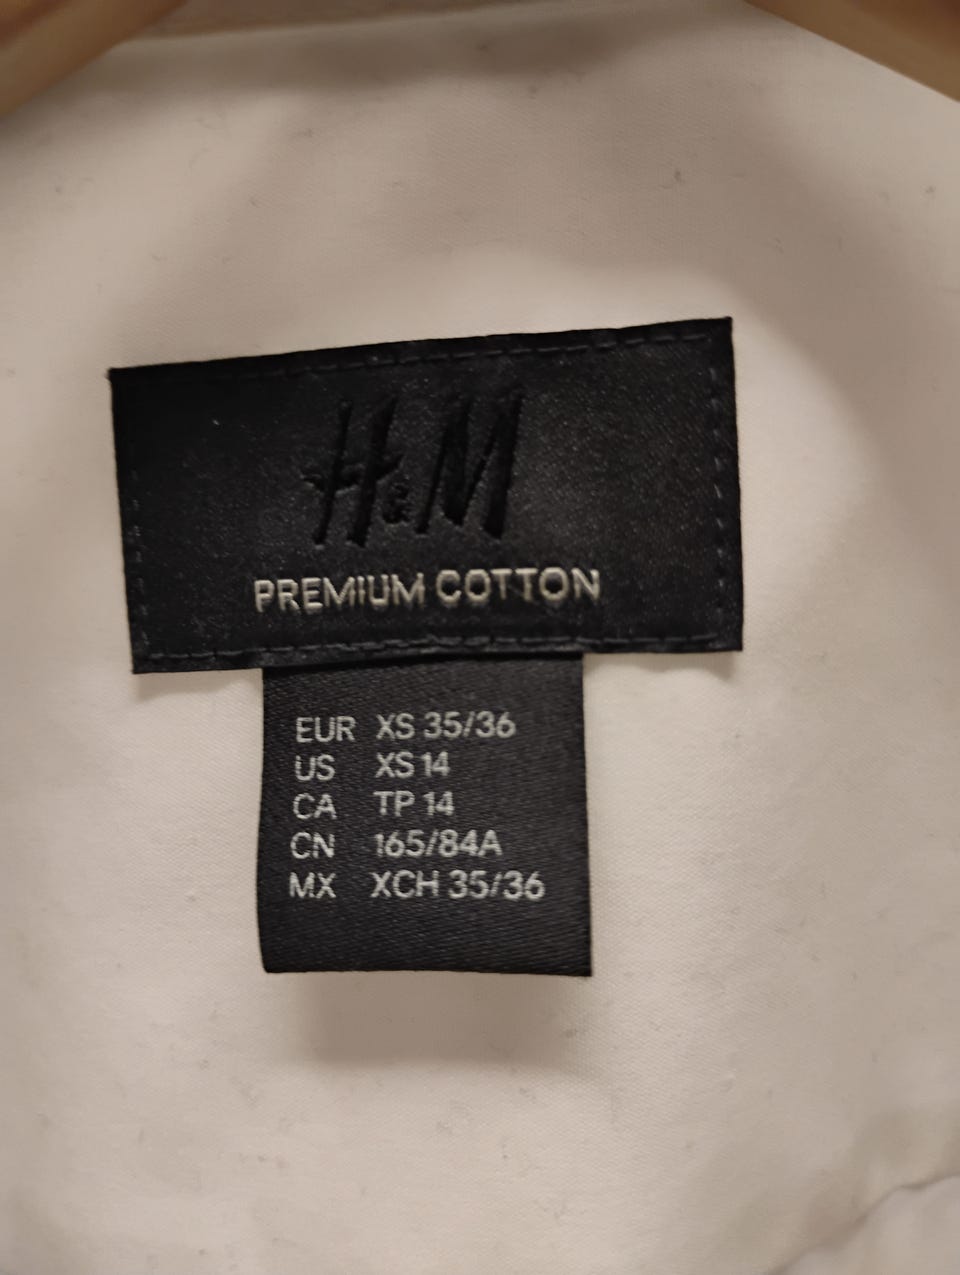 H&M
PREMIUM COTTON
EUR XS 35/36
US XS 14
CA TP 14
CN 165/84A
MX XCH 35/36